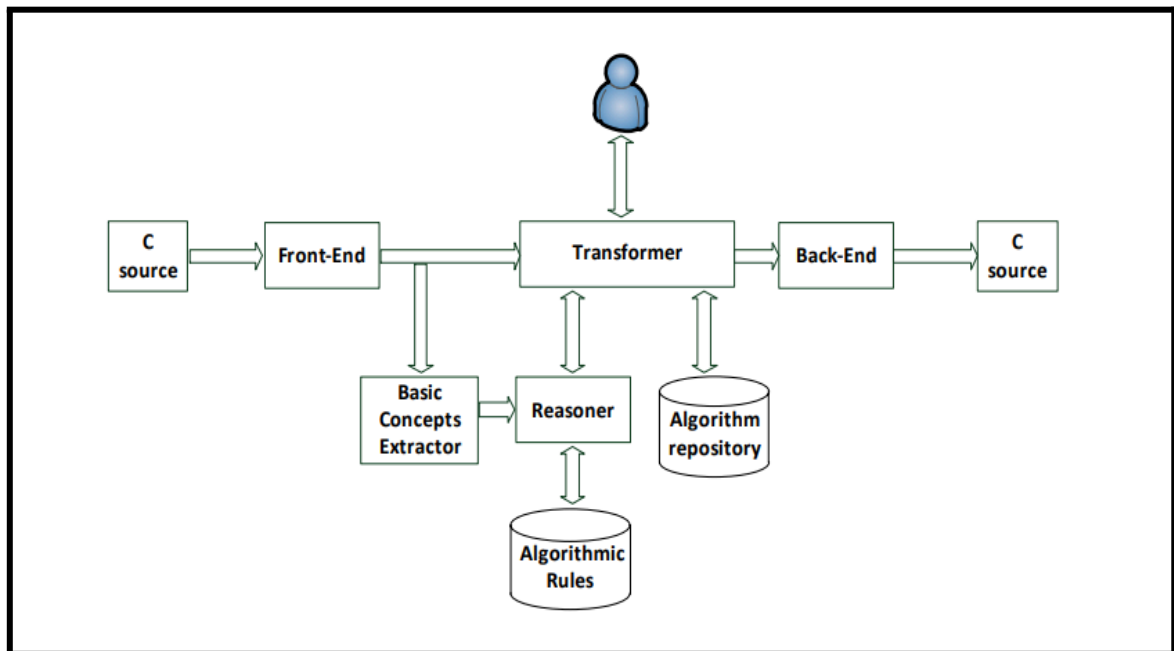 C
source
Front-End
Transformer
Back-End
C
source
Basic
Concepts
Extractor
Reasoner
Algorithm
repository
Algorithmic
Rules